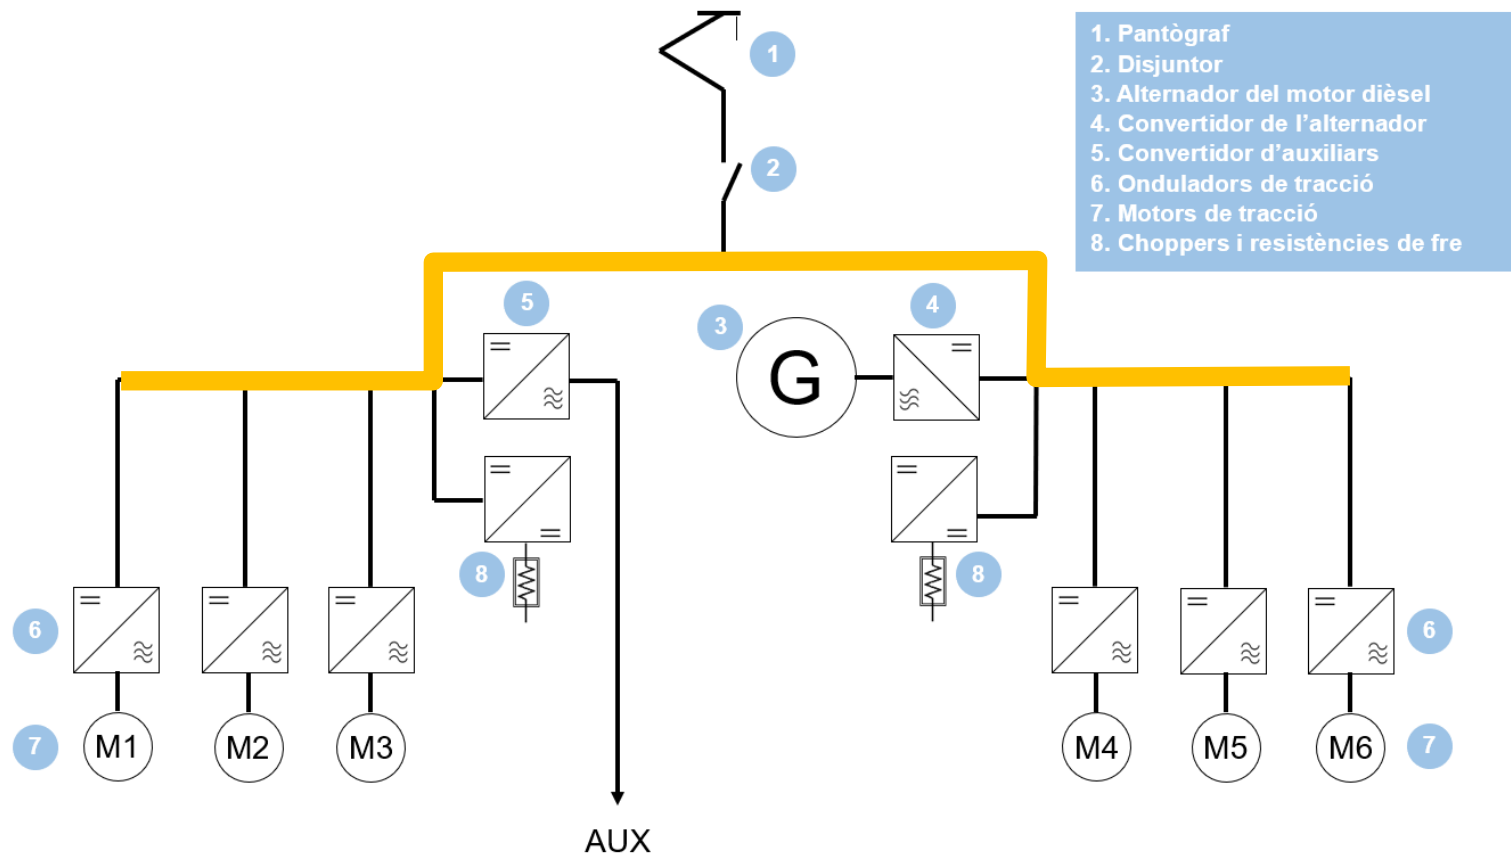 1
1. Pantògraf
2. Disjuntor
3. Alternador del motor dièsel
4. Convertidor de l'alternador
5. Convertidor d'auxiliars
6. Onduladors de tracció
7. Motors de tracció
8. Choppers i resistències de fre
2
5
3
4
G
8
8
6
6
7
M1
M2
M3
M4
M5
M6
7
AUX